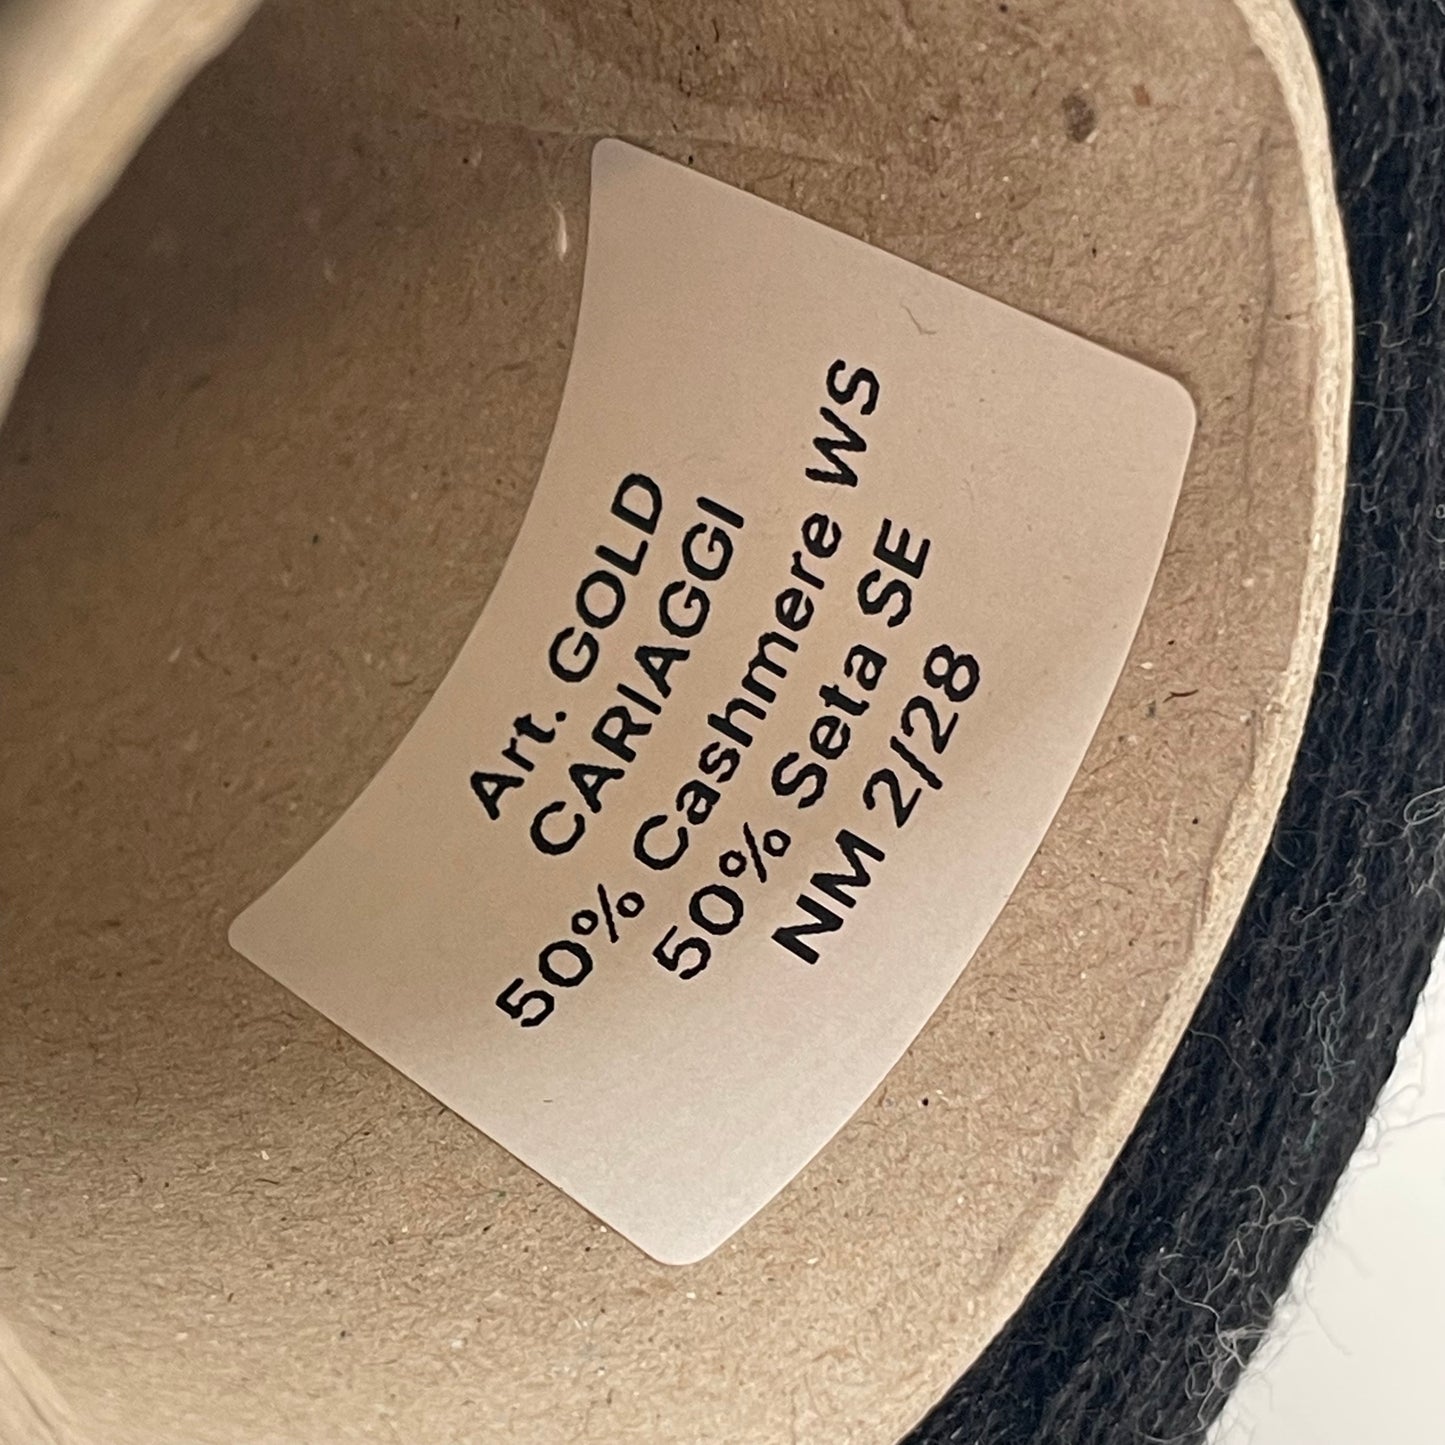 Art. GOLD
CARIAGGI
50% Cashmere WS
50% Seta SE
NM 2/28